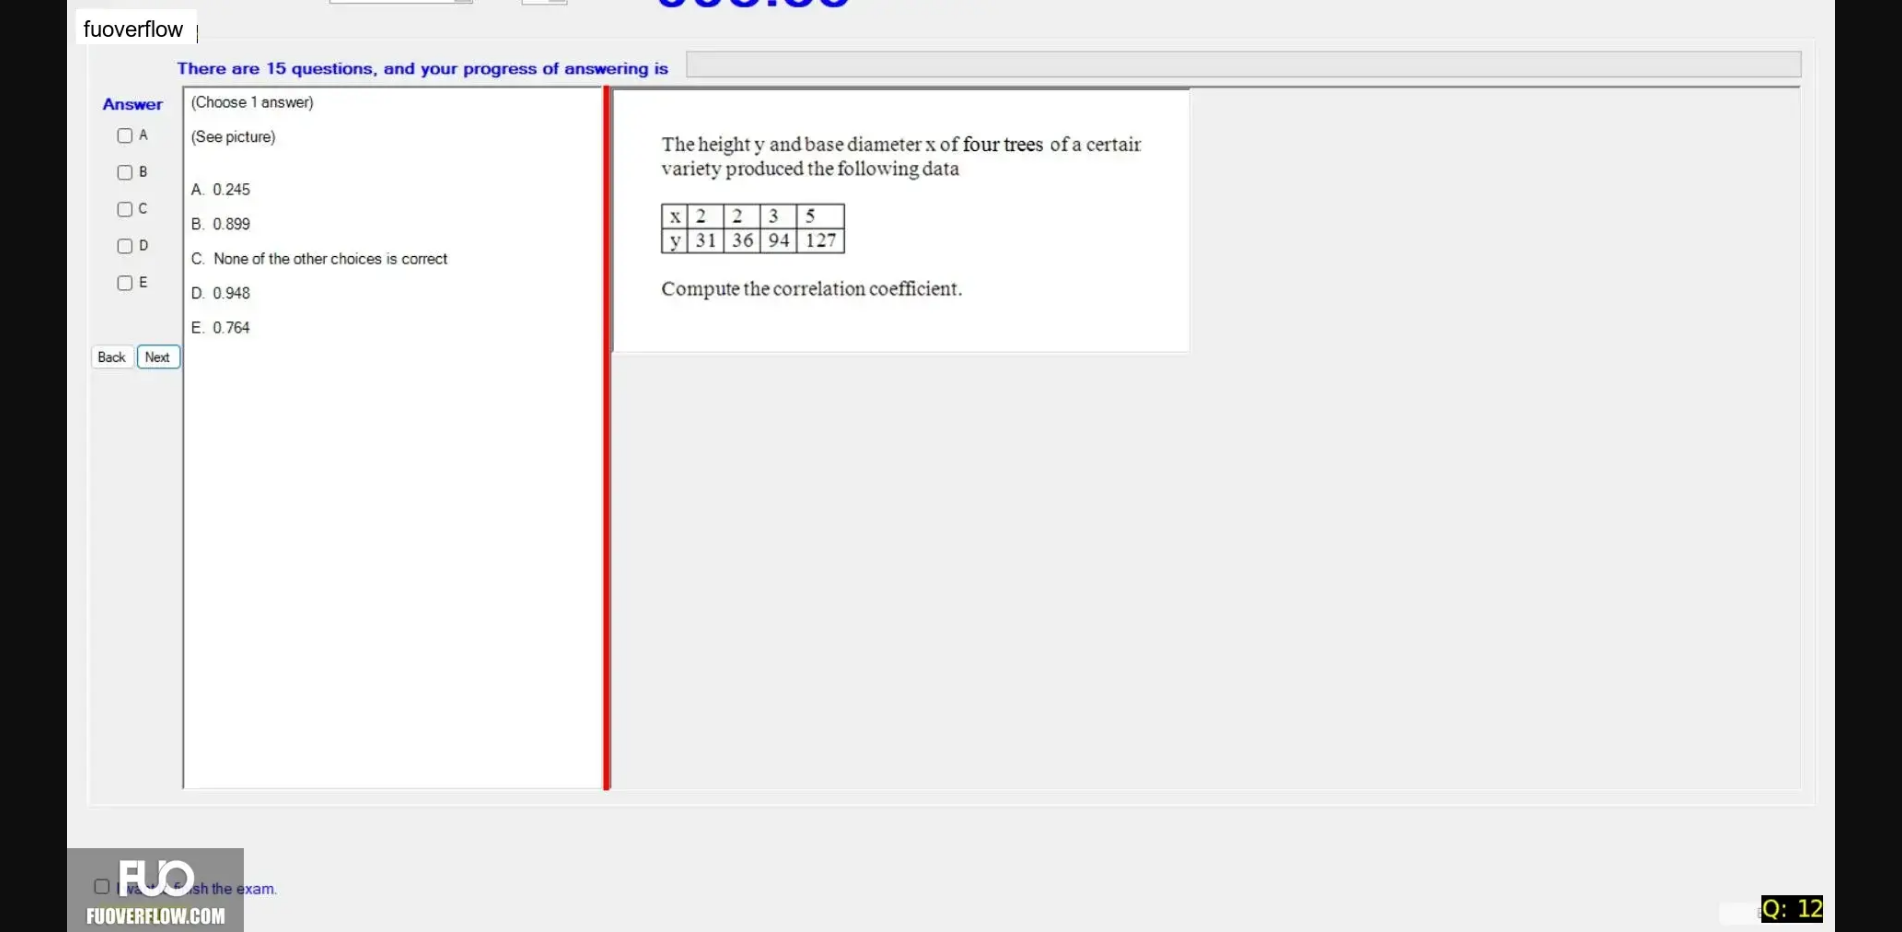 fuoverflow
There are 15 questions, and your progress of answering is
Answer
A
B
C
D
E
Back Next
(Choose 1 answer)
(See picture)
A. 0.245
B. 0.899
C. None of the other choices is correct
D. 0.948
E. 0.764
The height y and base diameter x of four trees of a certain
variety produced the following data
x 2 2 3 5
y 31 36 94 127
Compute the correlation coefficient.
FUO
sh the exam.
FUOVERFLOW.COM
Q: 12